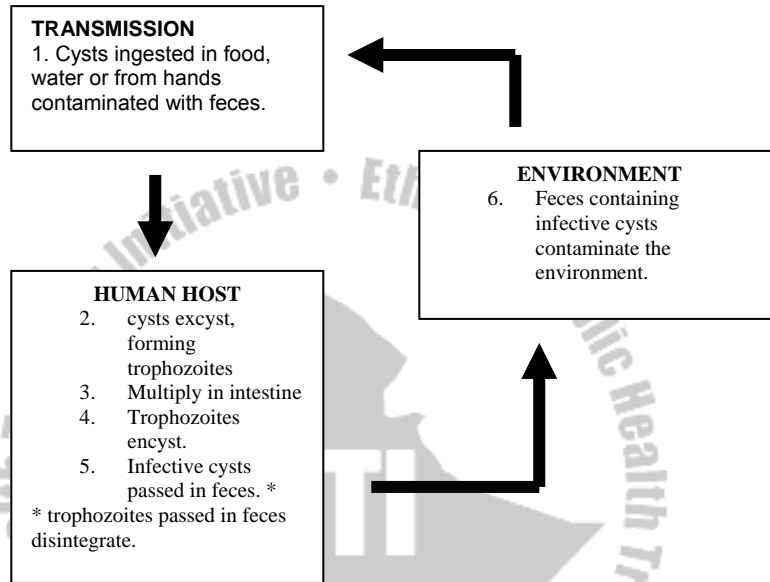 TRANSMISSION
1. Cysts ingested in food,
water or from hands
contaminated with feces.
ENVIRONMENT
6. Feces containing
infective cysts
contaminate the
environment.
HUMAN HOST
2. cysts excyst,
forming
trophozoites
3. Multiply in intestine
4. Trophozoites
encyst.
5. Infective cysts
passed in feces. *
* trophozoites passed in feces
disintegrate.
Initiative •
Health